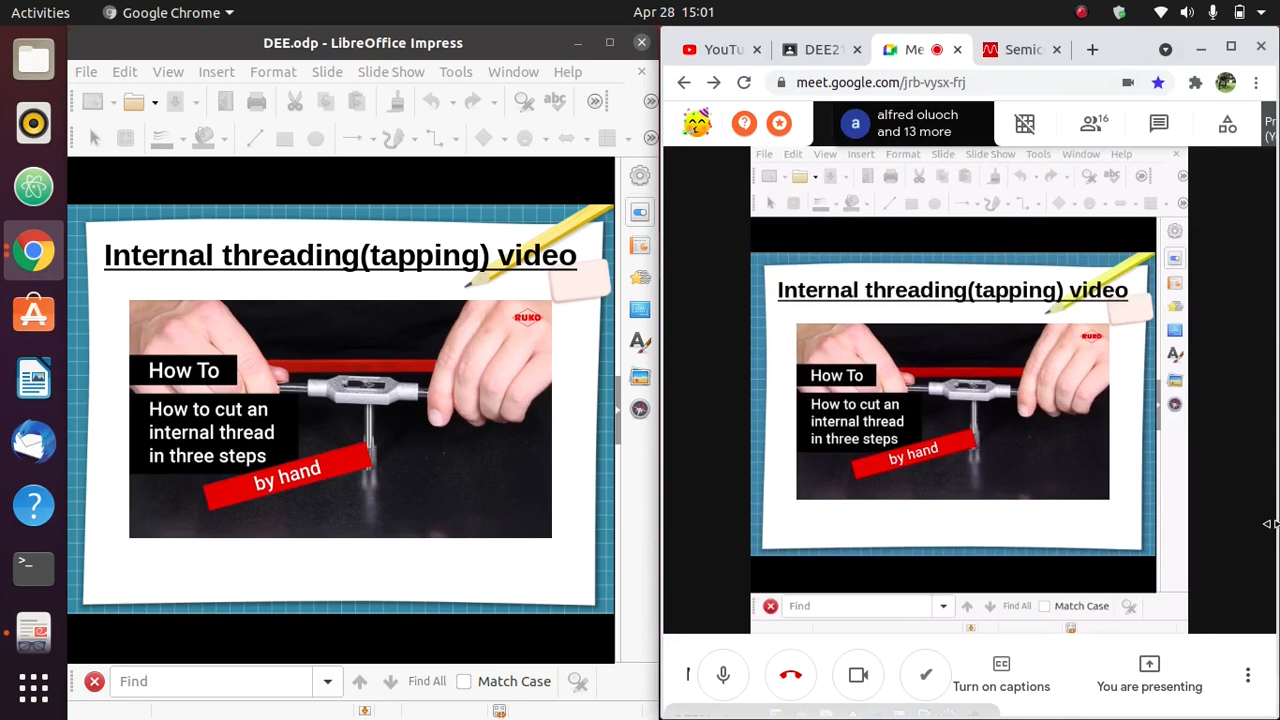 Activities
Google Chrome
Apr 28 15:01
DEE.odp - LibreOffice Impress
File Edit View Insert Format Slide Slide Show Tools Window Help
Internal threading(tapping) video
RUKO
How To
How to cut an
internal thread
in three steps
by hand
Find
Find All
Match Case
YouTu
DEE21
Me
Semic
meet.google.com/jrb-vysx-frj
a
alfred oluoch
and 13 more
16
File Edit View Insert Format Slide Slide Show Tools Window Help
Internal threading(tapping) video
RUKO
How To
How to cut an
internal thread
in three steps
by hand
Find
Find All
Match Case
CC
Turn on captions
You are presenting